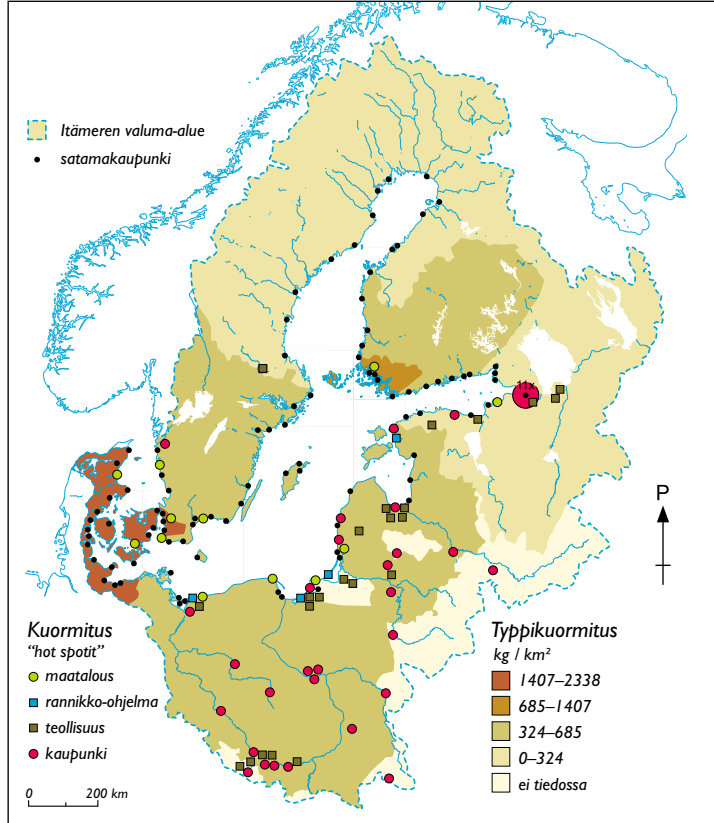 Itämeren valuma-alue
satamakaupunki
11x
P
Kuormitus
“hot spotit”
maatalous
rannikko-ohjelma
teollisuus
kaupunki
0 200 km
Typpikuormitus
kg / km²
1407–2338
685–1407
324–685
0–324
ei tiedossa